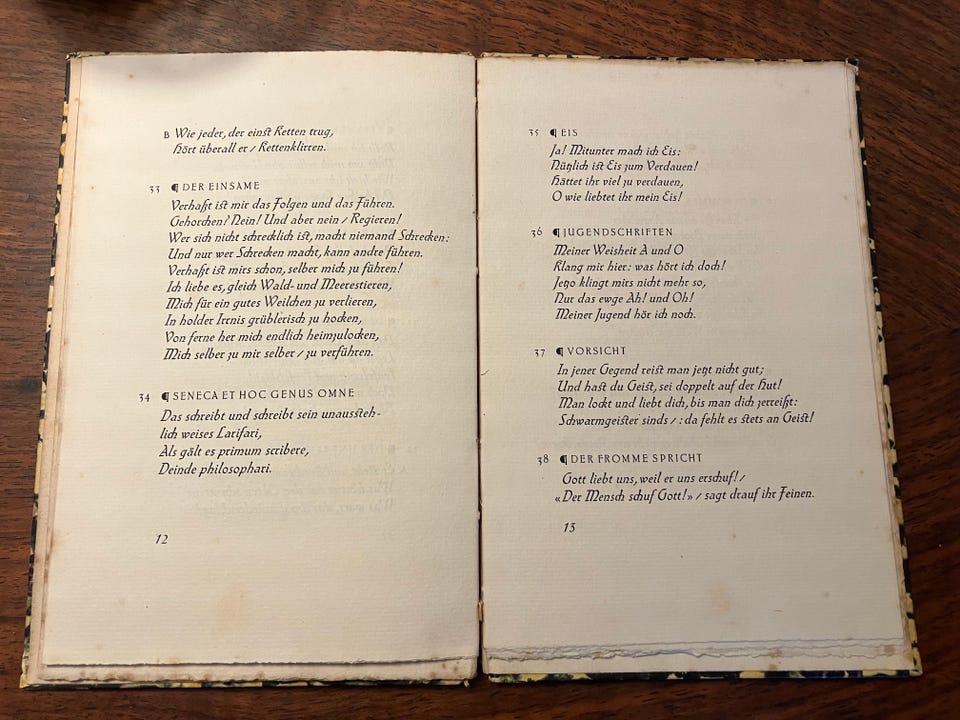 B Wie jeder, der einst Ketten trug,
Hört überall er / Kettenklirren.
33 ¶ DER EINSAME
Verhaßt ist mir das Folgen und das Führen.
Gehorchen? Nein! Und aber nein / Regieren!
Wer sich nicht schrecklich ist, macht niemand Schrecken:
Und nur wer Schrecken macht, kann andre führen.
Verhaßt ist mirs schon, selber mich zu führen!
Ich liebe es, gleich Wald- und Meerestieren,
Mich für ein gutes Weilchen zu verlieren,
In holder Irrnis grüblerisch zu hocken,
Von ferne her mich endlich heimzulocken,
Mich selber zu mir selber / zu verführen.
34 ¶ SENECA ET HOC GENUS OMNE
Das schreibt und schreibt sein unaussteh-
lich weises Larifari,
Als gält es primum scribere,
Deinde philosophari.
12
35 ¶ EIS
Ja! Mitunter mach ich Eis:
Nützlich ist Eis zum Verdauen!
Hättet ihr viel zu verdauen,
O wie liebtet ihr mein Eis!
36 ¶ JUGENDSCHRIFTEN
Meiner Weisheit A und O
Klang mir hier: was hört ich doch!
Jetzo klingt mirs nicht mehr so,
Nur das ewge Ah! und Oh!
Meiner Jugend hör ich noch.
37 ¶ VORSICHT
In jener Gegend reist man jetzt nicht gut;
Und hast du Geist, sei doppelt auf der Hut!
Man lockt und liebt dich, bis man dich zerreißt:
Schwarmgeister sinds / : da fehlt es stets an Geist!
38 ¶ DER FROMME SPRICHT
Gott liebt uns, weil er uns erschuf! /
«Der Mensch schuf Gott!» / sagt drauf ihr Feinen.
13